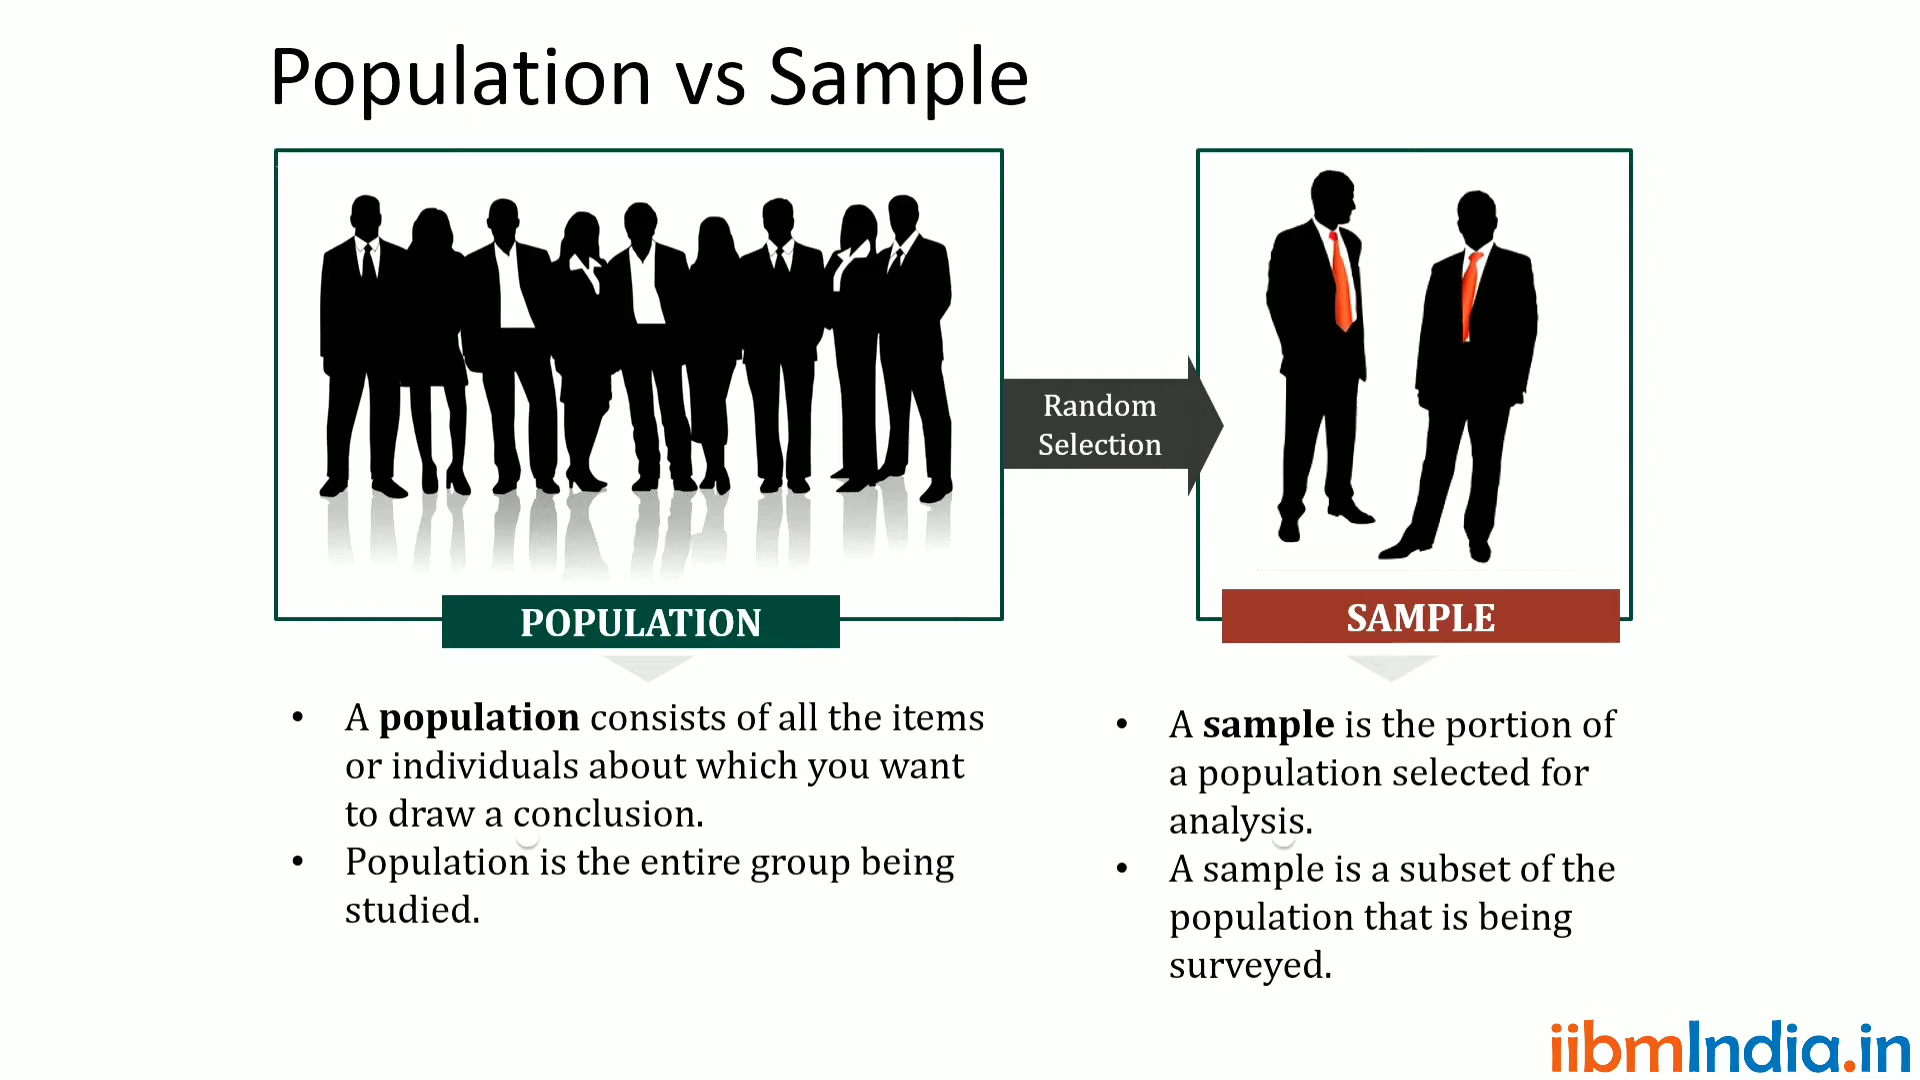 Population vs Sample
Random
Selection
POPULATION
SAMPLE
• A population consists of all the items
or individuals about which you want
to draw a conclusion.
• Population is the entire group being
studied.
• A sample is the portion of
a population selected for
analysis.
• A sample is a subset of the
population that is being
surveyed.
iibmIndia.in